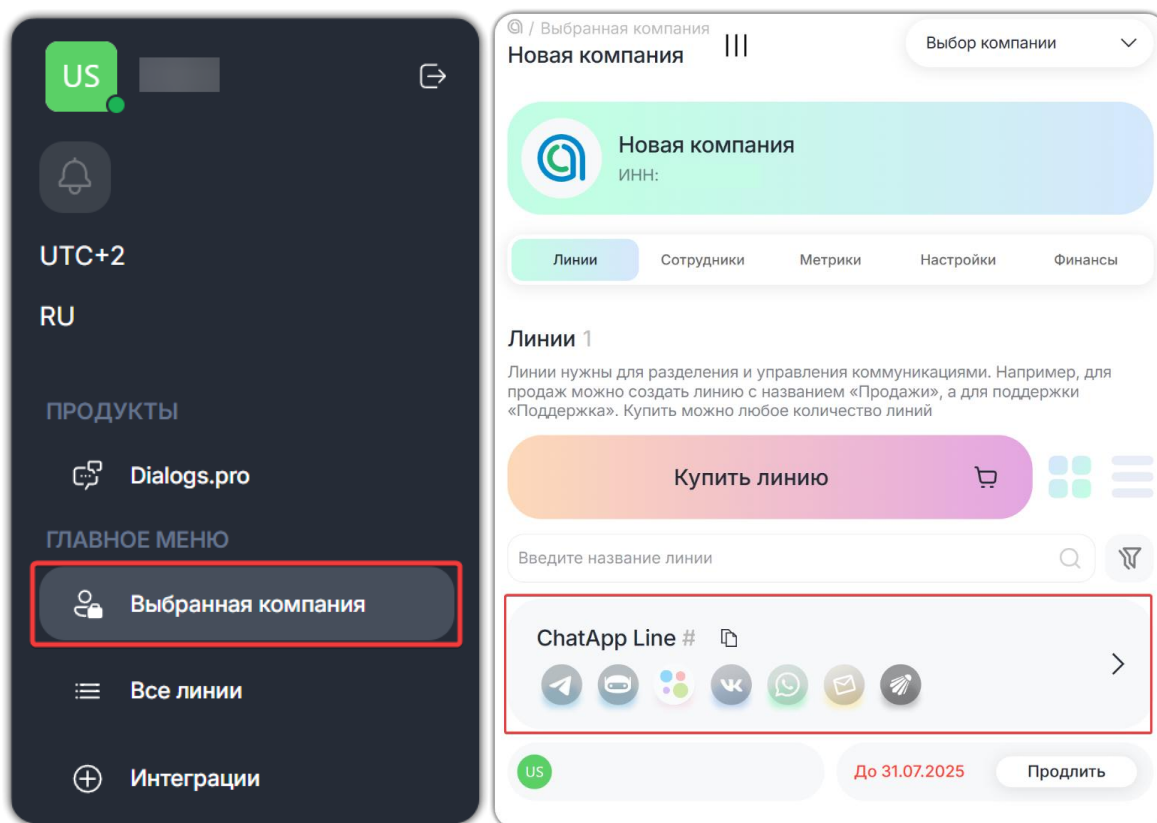 US
UTC+2
RU
ПРОДУКТЫ
Dialogs.pro
ГЛАВНОЕ МЕНЮ
Выбранная компания
Все линии
Интеграции
/ Выбранная компания
Новая компания
Выбор компании
Новая компания
ИНН:
Линии
Сотрудники
Метрики
Настройки
Финансы
Линии 1
Линии нужны для разделения и управления коммуникациями. Например, для
продаж можно создать линию с названием «Продажи», а для поддержки
«Поддержка». Купить можно любое количество линий
Купить линию
Введите название линии
ChatApp Line #
US
До 31.07.2025
Продлить